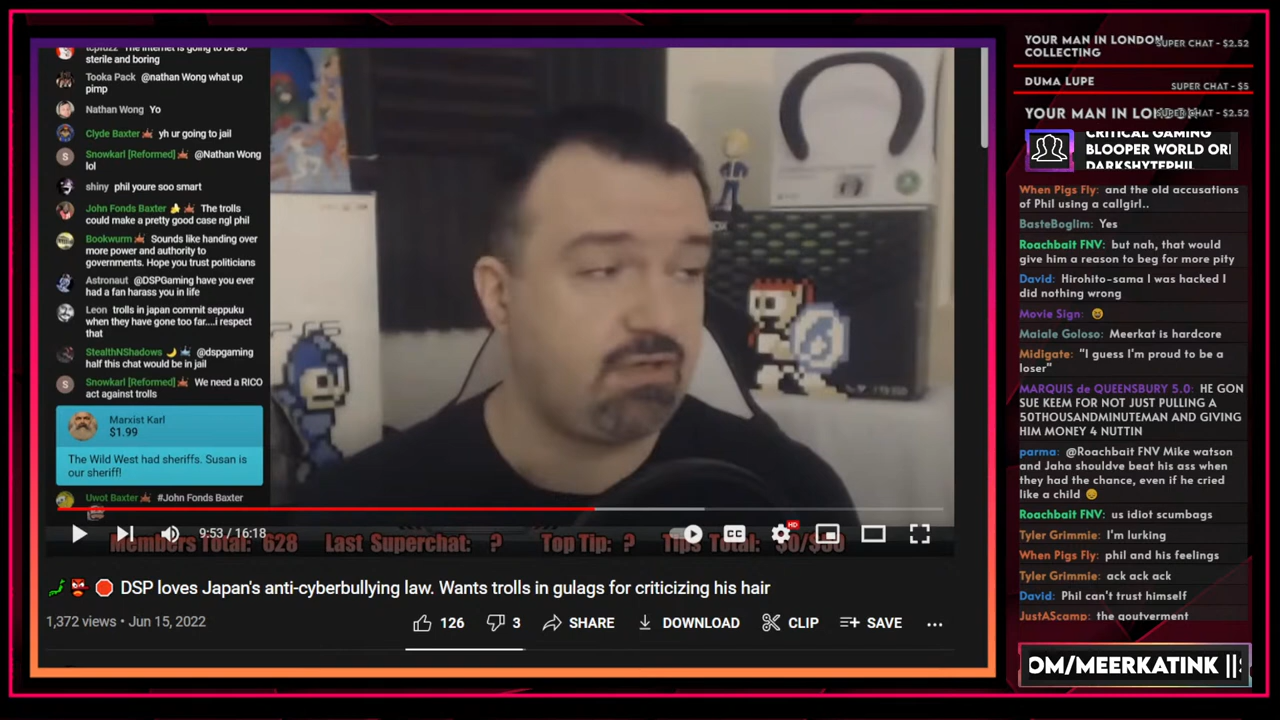 tcpfuzz The internet is going to be so
sterile and boring
Tooka Pack @nathan Wong what up
pimp
Nathan Wong Yo
Clyde Baxter yh ur going to jail
Snowkarl [Reformed] @Nathan Wong
lol
shiny phil youre soo smart
John Fonds Baxter The trolls
could make a pretty good case ngl phil
Bookwurm Sounds like handing over
more power and authority to
governments. Hope you trust politicians
Astronaut @DSPGaming have you ever
had a fan harass you in life
Leon trolls in japan commit seppuku
when they have gone too far....i respect
that
StealthNShadows @dspgaming
half this chat would be in jail
Snowkarl [Reformed] We need a RICO
act against trolls
Marxist Karl
$1.99
The Wild West had sheriffs. Susan is
our sheriff!
Uwot Baxter #John Fonds Baxter
9:53 / 16:18
HD
Members Total: 628 Last Superchat: ? Top Tip: ? Tips Total: $0/$50
DSP loves Japan's anti-cyberbullying law. Wants trolls in gulags for criticizing his hair
1,372 views • Jun 15, 2022
126
3
SHARE
DOWNLOAD
CLIP
SAVE
YOUR MAN IN LONDON
COLLECTING
SUPER CHAT - $2.52
DUMA LUPE
SUPER CHAT - $5
YOUR MAN IN LONDON
SUPER CHAT - $2.52
CRITICAL GAMING
BLOOPER WORLD ORI
DARKSHYTEPHIL
When Pigs Fly: and the old accusations
of Phil using a callgirl..
BasteBoglim: Yes
Roachbait FNV: but nah, that would
give him a reason to beg for more pity
David: Hirohito-sama I was hacked I
did nothing wrong
Movie Sign:
Maiale Goloso: Meerkat is hardcore
Midigate: "I guess I'm proud to be a
loser"
MARQUIS de QUEENSBURY 5.0: HE GON
SUE KEEM FOR NOT JUST PULLING A
50THOUSANDMINUTEMAN AND GIVING
HIM MONEY 4 NUTTIN
parma: @Roachbait FNV Mike watson
and Jaha shouldve beat his ass when
they had the chance, even if he cried
like a child
Roachbait FNV: us idiot scumbags
Tyler Grimmie: I'm lurking
When Pigs Fly: phil and his feelings
Tyler Grimmie: ack ack ack
David: Phil can't trust himself
JustAScamp: the goutverment
OM/MEERKATINK ||